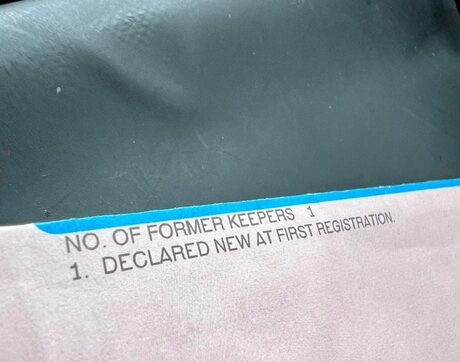 NO. OF FORMER KEEPERS 1
1. DECLARED NEW AT FIRST REGISTRATION.